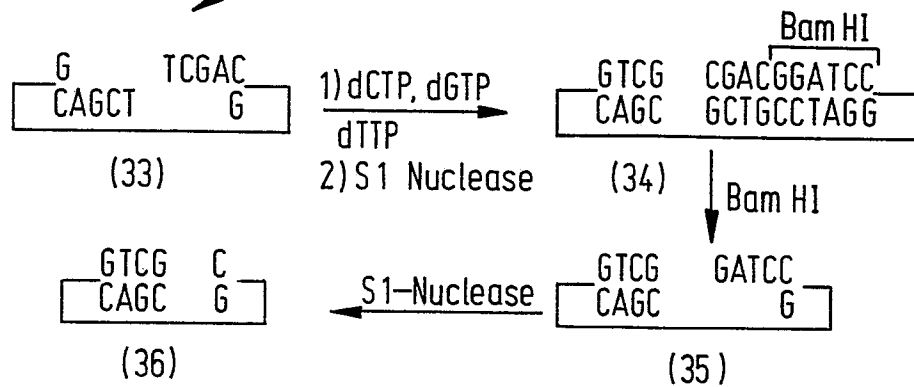 Bam HI
G TCGAC
CAGCT G
(33)
1) dCTP, dGTP
dTTP
2) S1 Nuclease
GTCG CGACGGATCC
CAGC GCTGCCTAGG
(34)
Bam HI
GTCG GATCC
CAGC G
(35)
S1-Nuclease
GTCG C
CAGC G
(36)